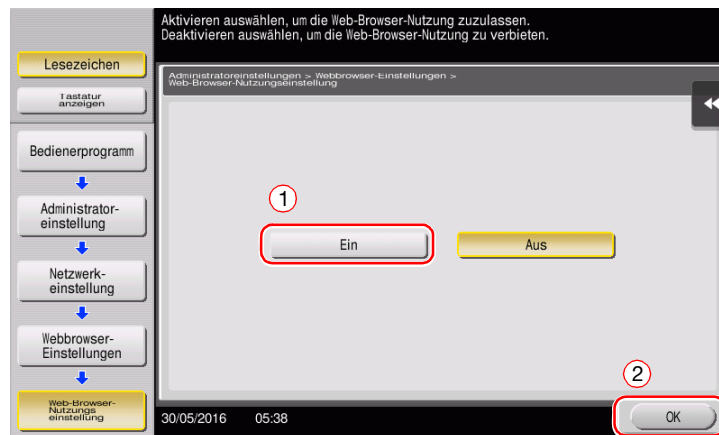 Aktivieren auswählen, um die Web-Browser-Nutzung zuzulassen.
Deaktivieren auswählen, um die Web-Browser-Nutzung zu verbieten.
Lesezeichen
Tastatur
anzeigen
Administratoreinstellungen > Webbrowser-Einstellungen >
Web-Browser-Nutzungseinstellung
Bedienerprogramm
Administrator-
einstellung
Netzwerk-
einstellung
Webbrowser-
Einstellungen
Web-Browser-
Nutzungs
einstellung
1
Ein
Aus
2
30/05/2016 05:38
OK